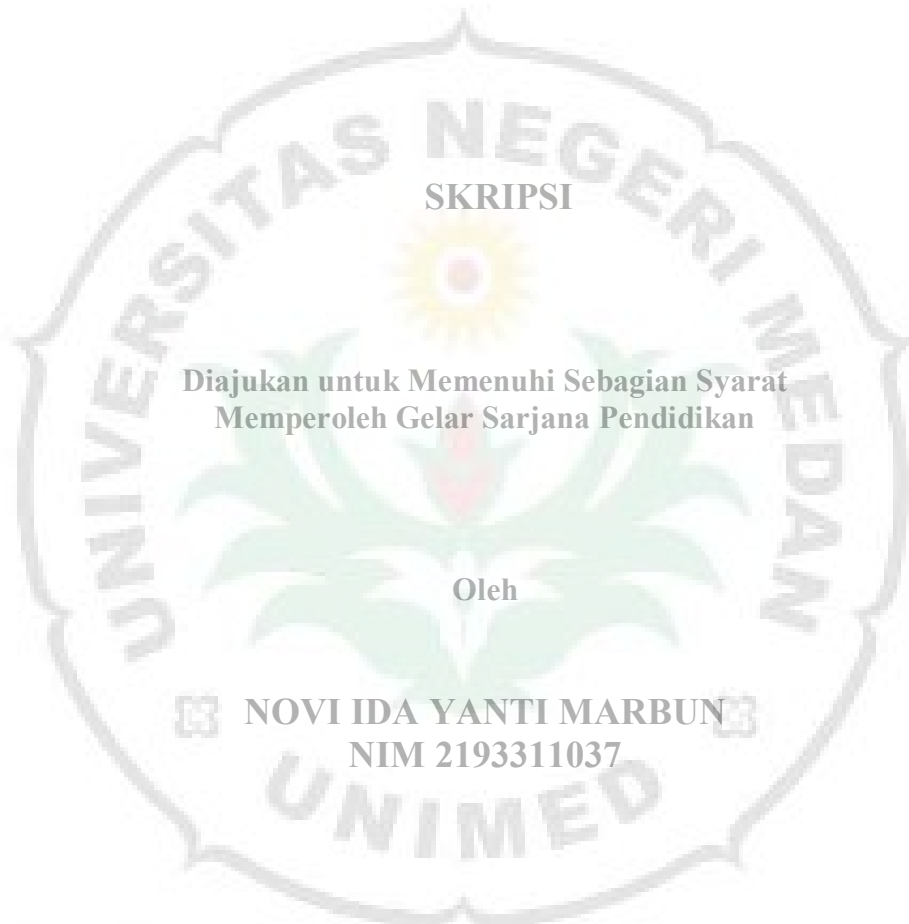 UNIVERSITAS NEGERI MEDAN
SKRIPSI
Diajukan untuk Memenuhi Sebagian Syarat
Memperoleh Gelar Sarjana Pendidikan
Oleh
NOVI IDA YANTI MARBUN
NIM 2193311037
UNIMED